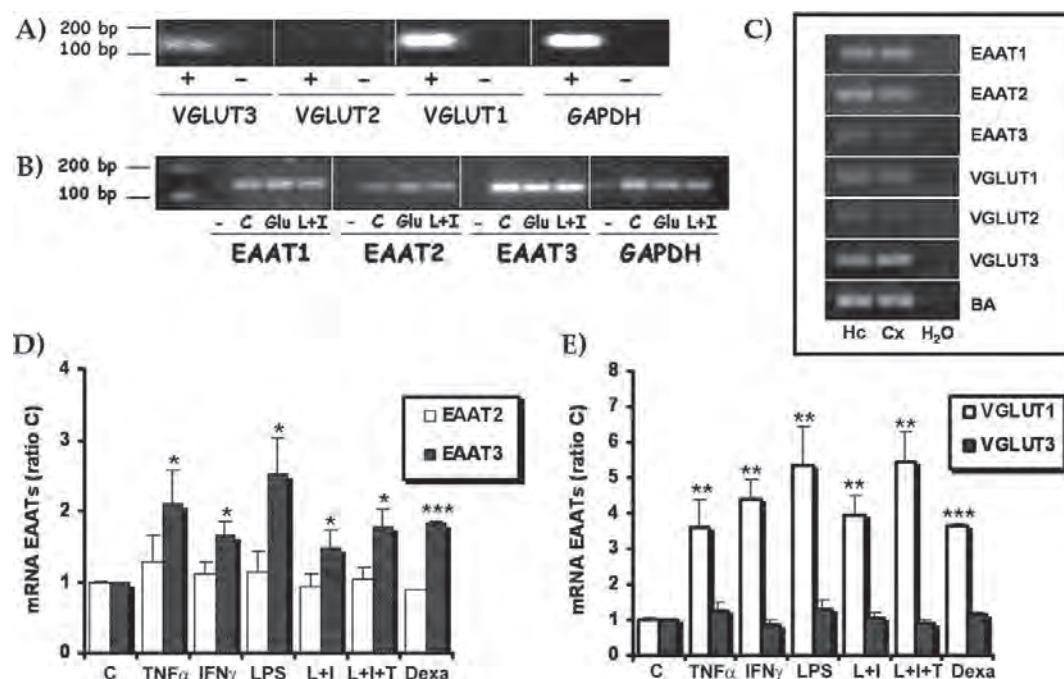 A)
200 bp
100 bp
+ − + − + − + −
VGLUT3 VGLUT2 VGLUT1 GAPDH
B)
200 bp
100 bp
- C Glu L+I - C Glu L+I - C Glu L+I - C Glu L+I
EAAT1 EAAT2 EAAT3 GAPDH
C)
EAAT1
EAAT2
EAAT3
VGLUT1
VGLUT2
VGLUT3
BA
Hc Cx H₂O
D)
mRNA EAATs (ratio C)
4
3
2
1
0
EAAT2
EAAT3
* * * * * ***
C TNFα IFNγ LPS L+I L+I+T Dexa
E)
mRNA EAATs (ratio C)
8
7
6
5
4
3
2
1
0
VGLUT1
VGLUT3
** ** ** ** ** ***
C TNFα IFNγ LPS L+I L+I+T Dexa